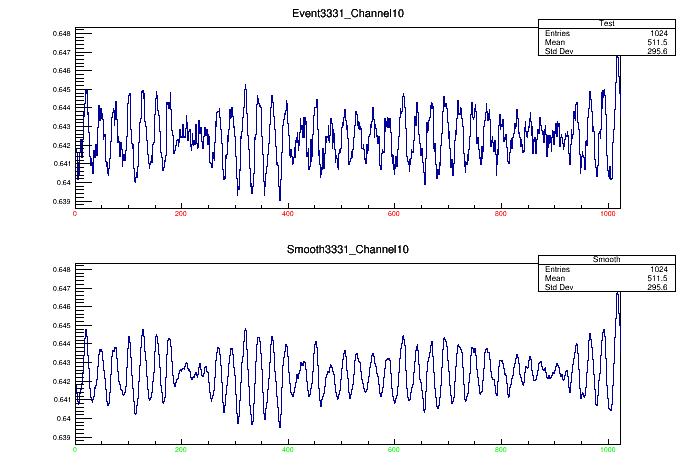 Event3331_Channel10
Test
Entries 1024
Mean 511.5
Std Dev 295.6
0.648
0.647
0.646
0.645
0.644
0.643
0.642
0.641
0.64
0.639
0 200 400 600 800 1000
Smooth3331_Channel10
Smooth
Entries 1024
Mean 511.5
Std Dev 295.6
0.648
0.647
0.646
0.645
0.644
0.643
0.642
0.641
0.64
0.639
0 200 400 600 800 1000